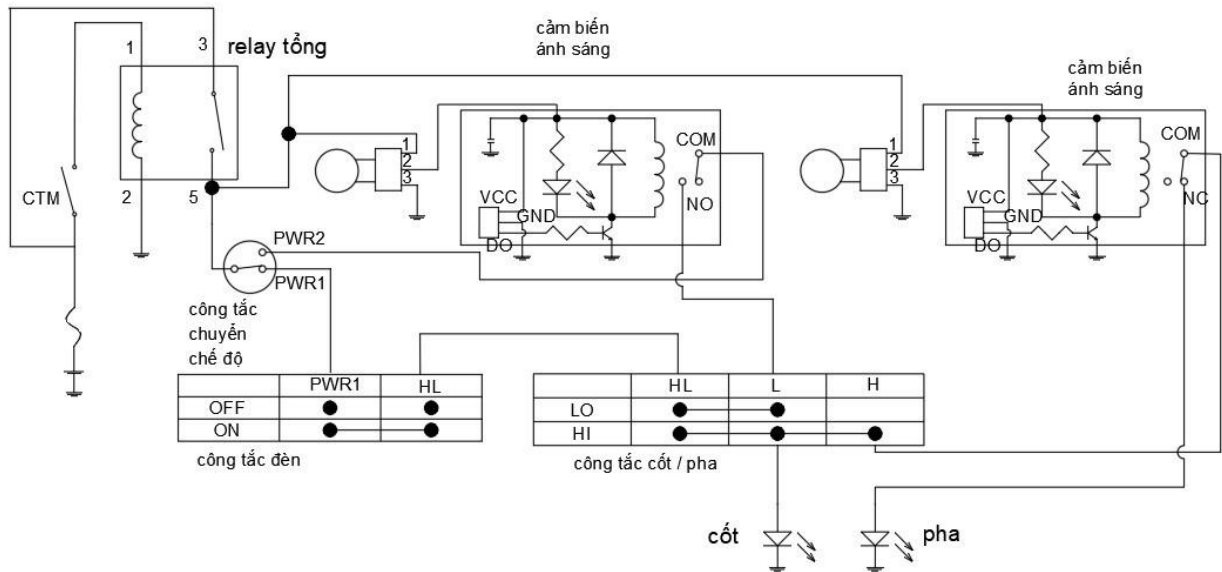 1
3
relay tổng
cảm biến
ánh sáng
cảm biến
ánh sáng
CTM
2
5
1
2
3
COM
NO
VCC
GND
DO
1
2
3
COM
NC
VCC
GND
DO
PWR2
PWR1
công tắc
chuyển
chế độ
PWR1 HL
OFF
ON
công tắc đèn
HL L H
LO
HI
công tắc cốt / pha
cốt
pha